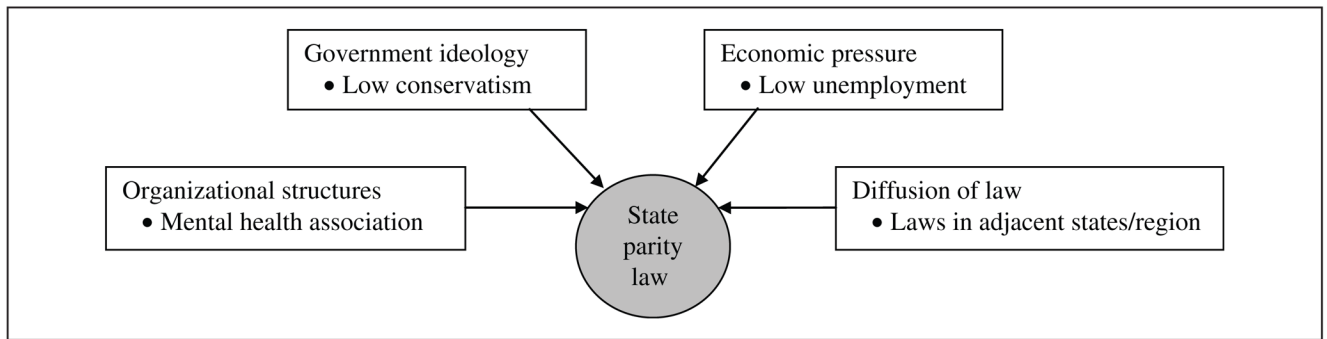 Government ideology
• Low conservatism
Economic pressure
• Low unemployment
Organizational structures
• Mental health association
Diffusion of law
• Laws in adjacent states/region
State
parity
law